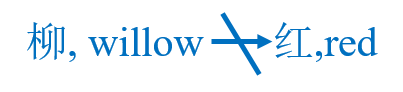 柳, willow 红,red